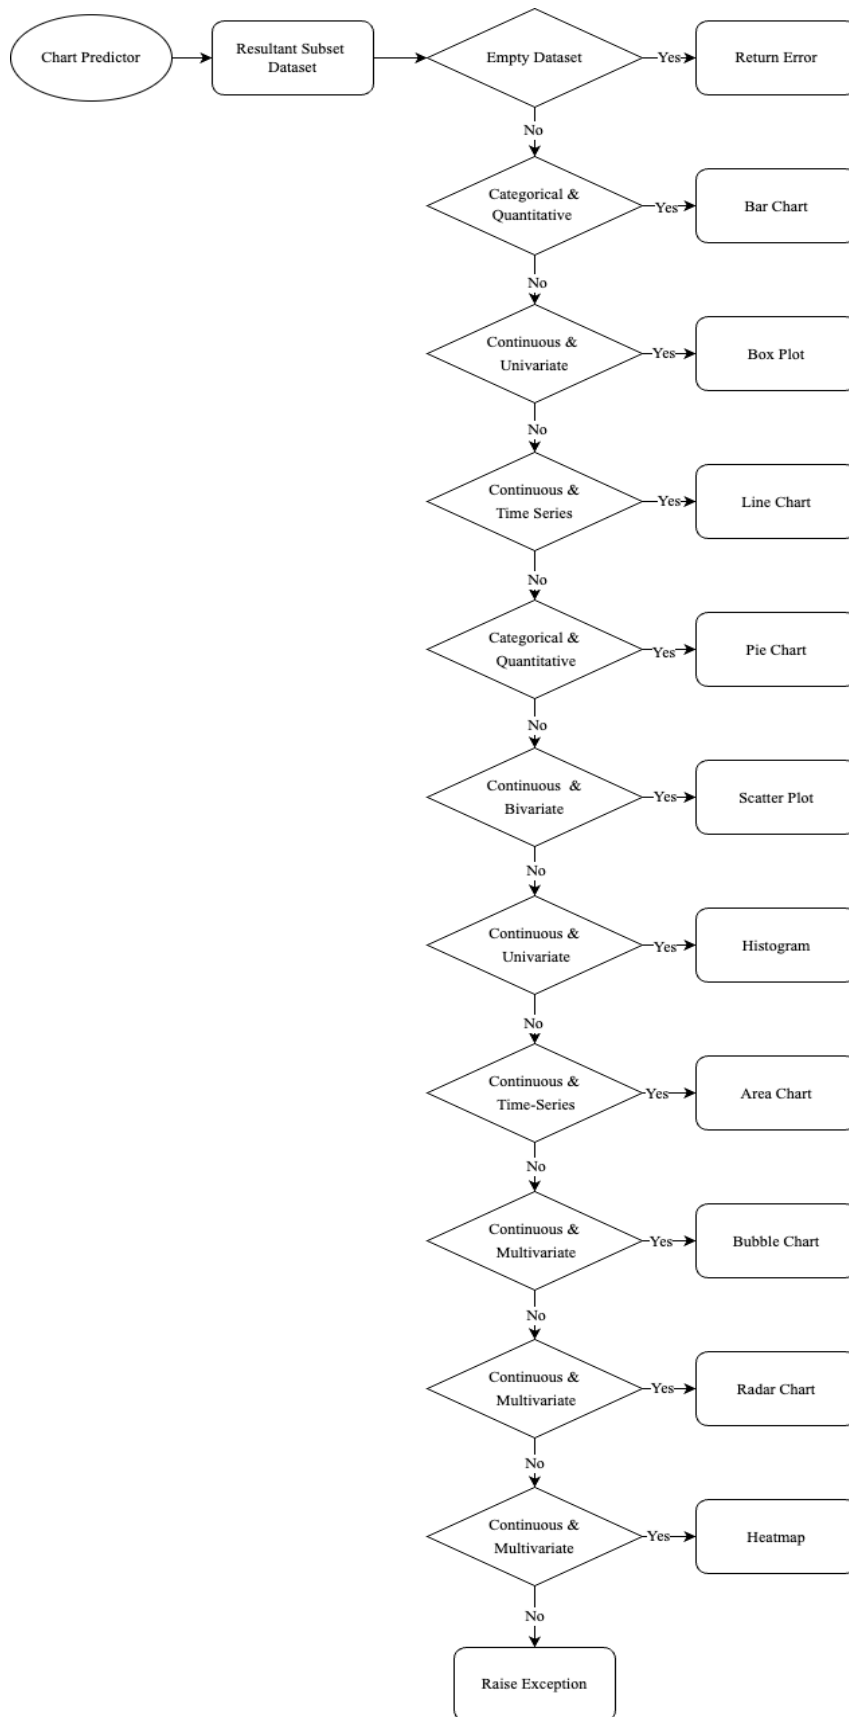 Chart Predictor
Resultant Subset
Dataset
Empty Dataset
Yes
Return Error
No
Categorical &
Quantitative
Yes
Bar Chart
No
Continuous &
Univariate
Yes
Box Plot
No
Continuous &
Time Series
Yes
Line Chart
No
Categorical &
Quantitative
Yes
Pie Chart
No
Continuous &
Bivariate
Yes
Scatter Plot
No
Continuous &
Univariate
Yes
Histogram
No
Continuous &
Time-Series
Yes
Area Chart
No
Continuous &
Multivariate
Yes
Bubble Chart
No
Continuous &
Multivariate
Yes
Radar Chart
No
Continuous &
Multivariate
Yes
Heatmap
No
Raise Exception